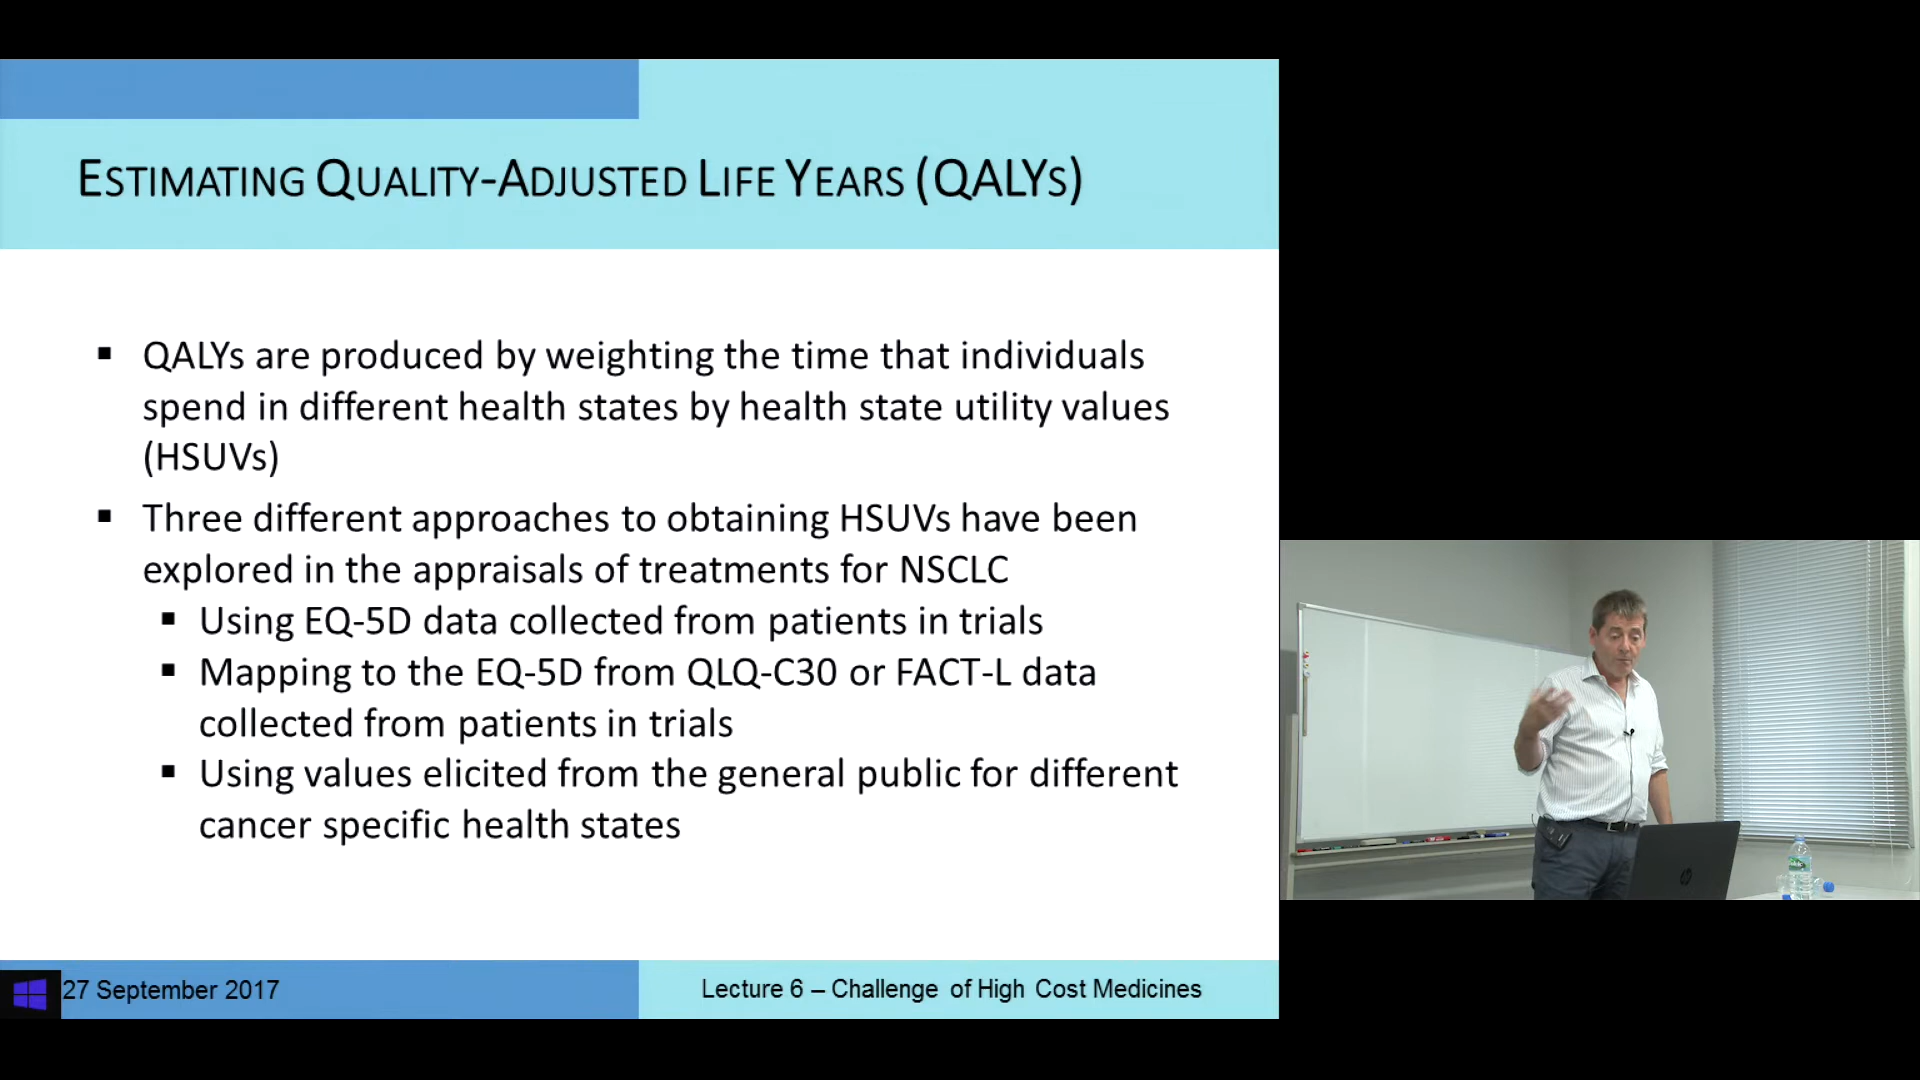 ESTIMATING QUALITY-ADJUSTED LIFE YEARS (QALYS)
▪ QALYs are produced by weighting the time that individuals
spend in different health states by health state utility values
(HSUVs)
▪ Three different approaches to obtaining HSUVs have been
explored in the appraisals of treatments for NSCLC
▪ Using EQ-5D data collected from patients in trials
▪ Mapping to the EQ-5D from QLQ-C30 or FACT-L data
collected from patients in trials
▪ Using values elicited from the general public for different
cancer specific health states
27 September 2017
Lecture 6 – Challenge of High Cost Medicines
hp